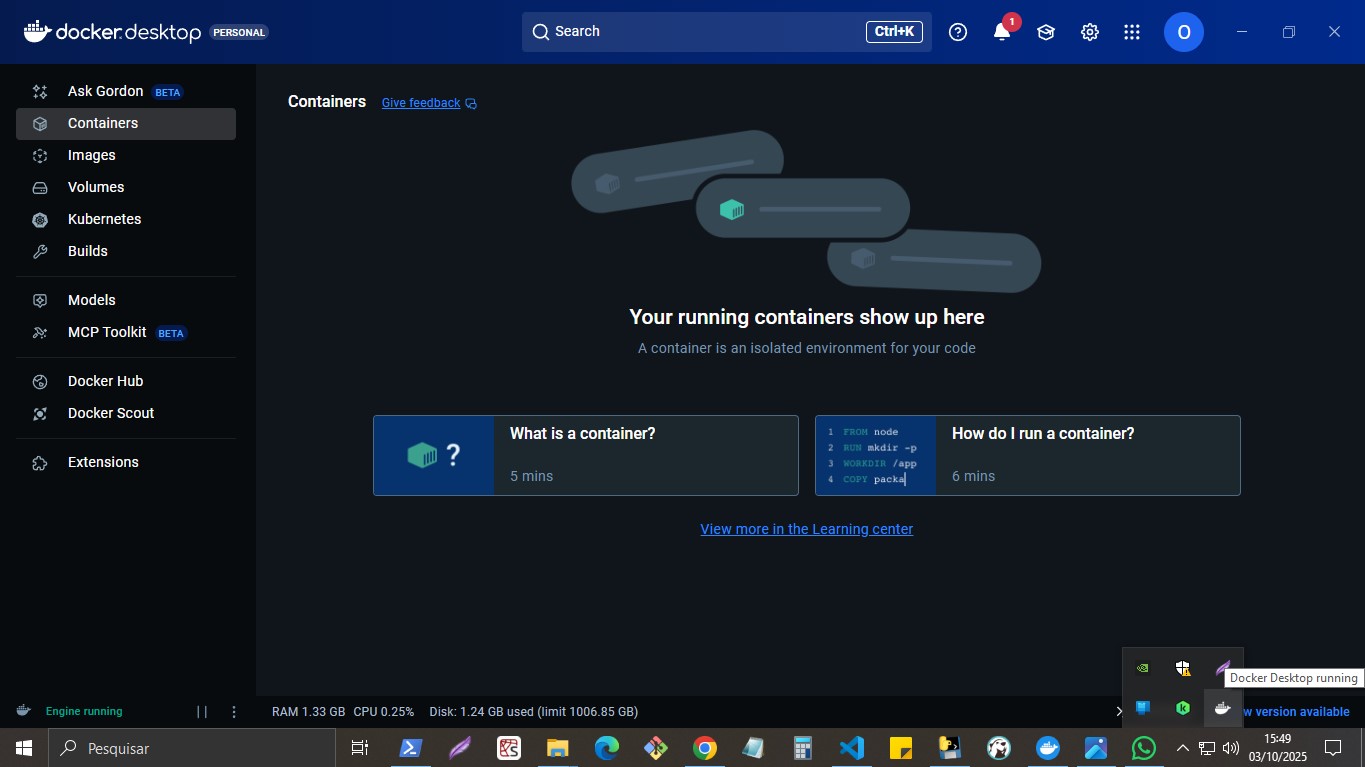 docker.desktop PERSONAL
Search
Ctrl+K
1
O
Ask Gordon BETA
Containers
Images
Volumes
Kubernetes
Builds
Models
MCP Toolkit BETA
Docker Hub
Docker Scout
Extensions
Containers
Give feedback
Your running containers show up here
A container is an isolated environment for your code
?
What is a container?
5 mins
1 FROM node
2 RUN mkdir -p
3 WORKDIR /app
4 COPY packa
How do I run a container?
6 mins
View more in the Learning center
Docker Desktop running
Engine running
RAM 1.33 GB CPU 0.25% Disk: 1.24 GB used (limit 1006.85 GB)
version available
Pesquisar
15:49
03/10/2025